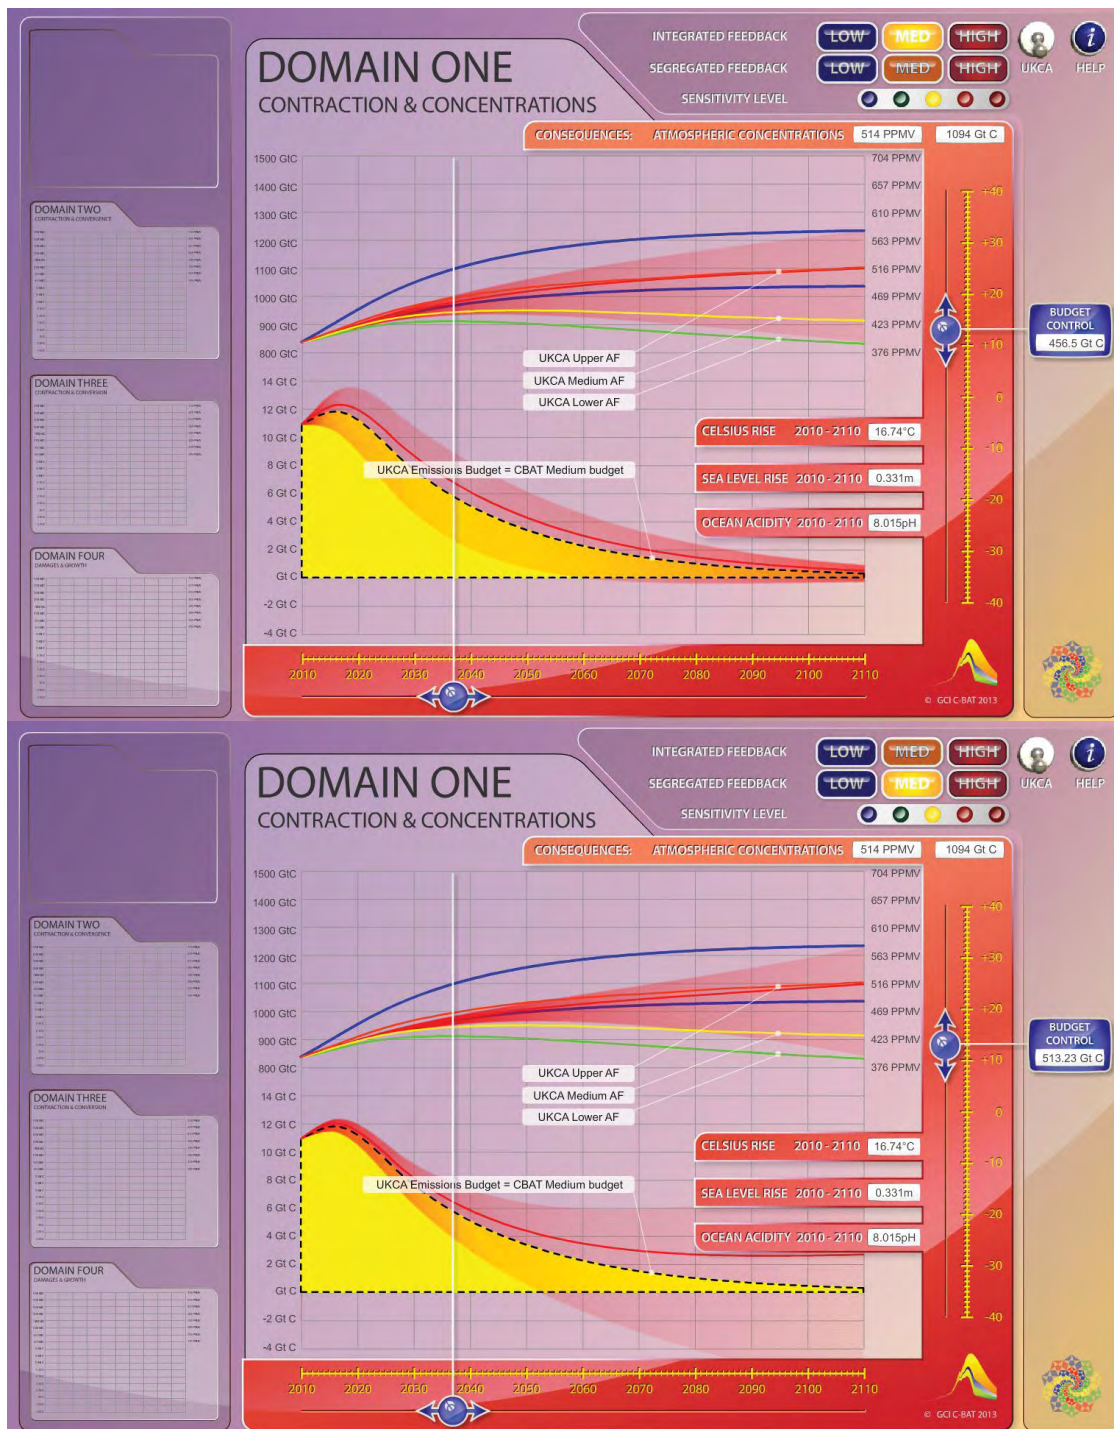 DOMAIN ONE
CONTRACTION & CONCENTRATIONS
INTEGRATED FEEDBACK LOW MED HIGH
SEGREGATED FEEDBACK LOW MED HIGH
SENSITIVITY LEVEL
UKCA HELP
CONSEQUENCES: ATMOSPHERIC CONCENTRATIONS 514 PPMV 1094 Gt C
1500 GtC
1400 GtC
1300 GtC
1200 GtC
1100 GtC
1000 GtC
900 GtC
800 GtC
14 Gt C
12 Gt C
10 Gt C
8 Gt C
6 Gt C
4 Gt C
2 Gt C
Gt C
-2 Gt C
-4 Gt C
704 PPMV
657 PPMV
610 PPMV
563 PPMV
516 PPMV
469 PPMV
423 PPMV
376 PPMV
UKCA Upper AF
UKCA Medium AF
UKCA Lower AF
UKCA Emissions Budget = CBAT Medium budget
CELSIUS RISE 2010 - 2110 16.74°C
SEA LEVEL RISE 2010 - 2110 0.331m
OCEAN ACIDITY 2010 - 2110 8.015pH
+40
+30
+20
+10
0
-10
-20
-30
-40
BUDGET
CONTROL
456.5 Gt C
2010 2020 2030 2040 2050 2060 2070 2080 2090 2100 2110
© GCI C-BAT 2013
DOMAIN TWO
CONTRACTION & CONVERGENCE
DOMAIN THREE
CONTRACTION & CONVERSION
DOMAIN FOUR
DAMAGES & GROWTH
DOMAIN ONE
CONTRACTION & CONCENTRATIONS
INTEGRATED FEEDBACK LOW MED HIGH
SEGREGATED FEEDBACK LOW MED HIGH
SENSITIVITY LEVEL
UKCA HELP
CONSEQUENCES: ATMOSPHERIC CONCENTRATIONS 514 PPMV 1094 Gt C
1500 GtC
1400 GtC
1300 GtC
1200 GtC
1100 GtC
1000 GtC
900 GtC
800 GtC
14 Gt C
12 Gt C
10 Gt C
8 Gt C
6 Gt C
4 Gt C
2 Gt C
Gt C
-2 Gt C
-4 Gt C
704 PPMV
657 PPMV
610 PPMV
563 PPMV
516 PPMV
469 PPMV
423 PPMV
376 PPMV
UKCA Upper AF
UKCA Medium AF
UKCA Lower AF
UKCA Emissions Budget = CBAT Medium budget
CELSIUS RISE 2010 - 2110 16.74°C
SEA LEVEL RISE 2010 - 2110 0.331m
OCEAN ACIDITY 2010 - 2110 8.015pH
+40
+30
+20
+10
0
-10
-20
-30
-40
BUDGET
CONTROL
513.23 Gt C
2010 2020 2030 2040 2050 2060 2070 2080 2090 2100 2110
© GCI C-BAT 2013
DOMAIN TWO
CONTRACTION & CONVERGENCE
DOMAIN THREE
CONTRACTION & CONVERSION
DOMAIN FOUR
DAMAGES & GROWTH